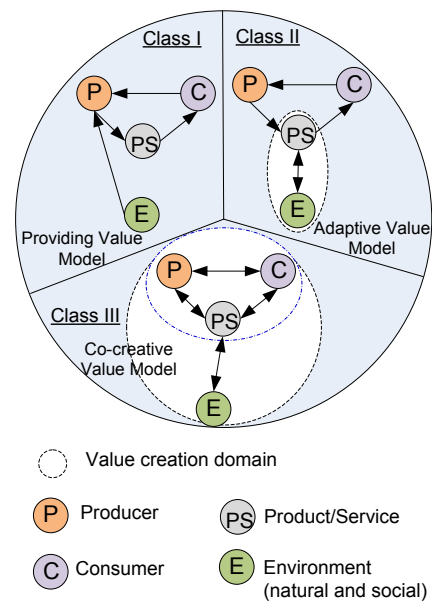 Class I
P
C
PS
E
Providing Value
Model
Class II
P
C
PS
E
Adaptive Value
Model
Class III
P
C
PS
E
Co-creative
Value Model
Value creation domain
P Producer
PS Product/Service
C Consumer
E Environment
(natural and social)